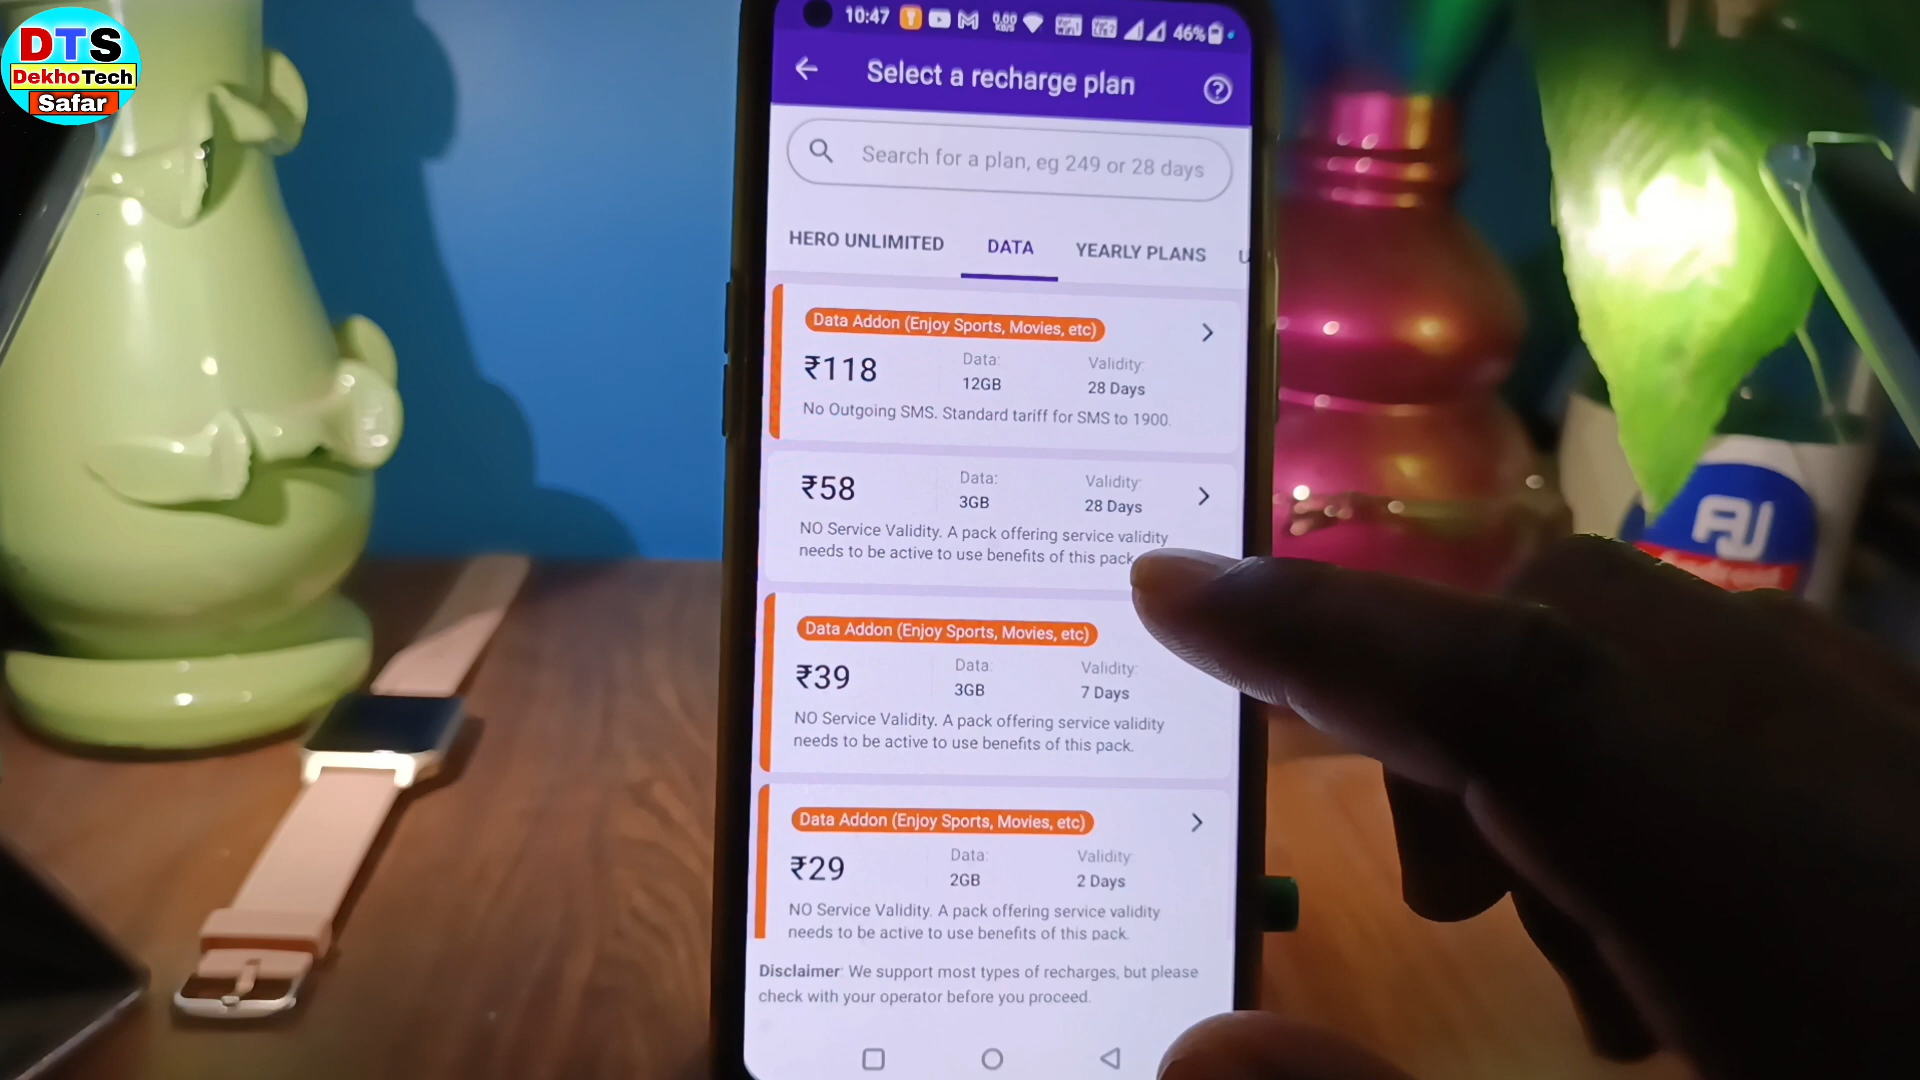 DTS
DekhoTech
Safar
10:47
46%
Select a recharge plan
Search for a plan, eg 249 or 28 days
HERO UNLIMITED
DATA
YEARLY PLANS
Data Addon (Enjoy Sports, Movies, etc)
₹118
Data:
12GB
Validity:
28 Days
No Outgoing SMS. Standard tariff for SMS to 1900.
₹58
Data:
3GB
Validity:
28 Days
NO Service Validity. A pack offering service validity
needs to be active to use benefits of this pack
Data Addon (Enjoy Sports, Movies, etc)
₹39
Data:
3GB
Validity:
7 Days
NO Service Validity. A pack offering service validity
needs to be active to use benefits of this pack.
Data Addon (Enjoy Sports, Movies, etc)
₹29
Data:
2GB
Validity:
2 Days
NO Service Validity. A pack offering service validity
needs to be active to use benefits of this pack.
Disclaimer: We support most types of recharges, but please
check with your operator before you proceed.